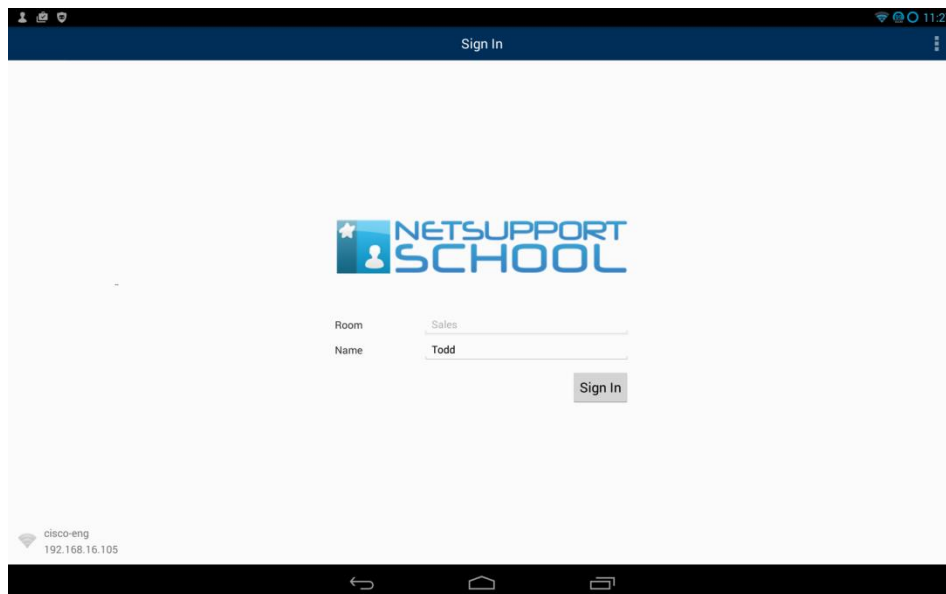 11:2
Sign In
NETSUPPORT
SCHOOL
Room Sales
Name Todd
Sign In
cisco-eng
192.168.16.105